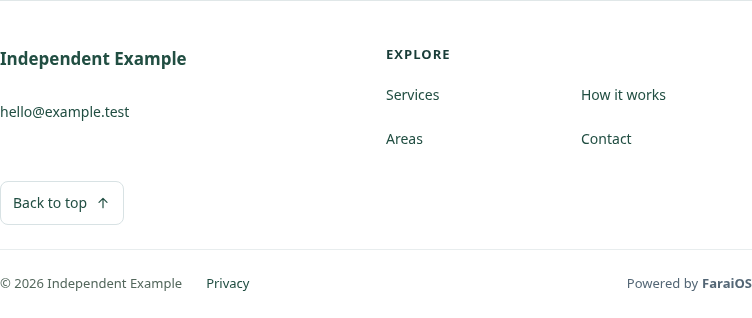 Independent Example
hello@example.test
Back to top ↑
EXPLORE
Services
How it works
Areas
Contact
© 2026 Independent Example
Privacy
Powered by FaraiOS